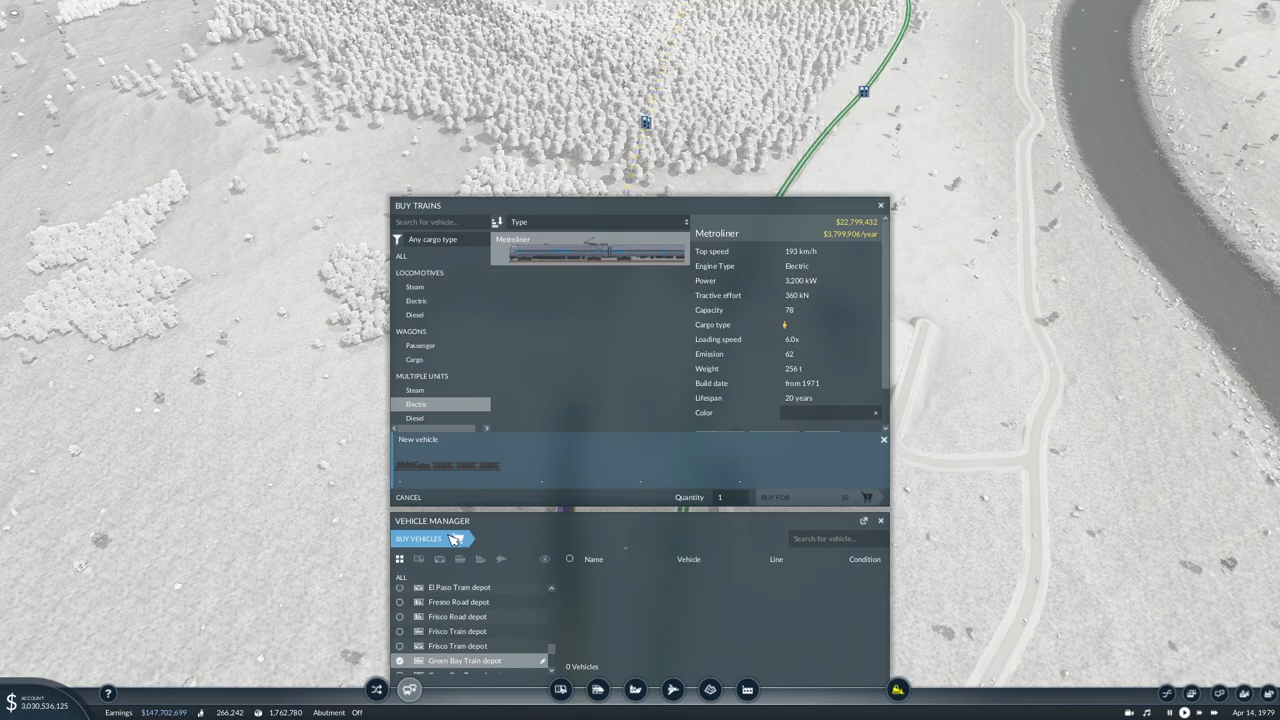 BUY TRAINS
Search for vehicle...
Type
Any cargo type
ALL
LOCOMOTIVES
Steam
Electric
Diesel
WAGONS
Passenger
Cargo
MULTIPLE UNITS
Steam
Electric
Diesel
Metroliner
$22,799,432
Metroliner
$3,799,906/year
Top speed 193 km/h
Engine Type Electric
Power 3,200 kW
Tractive effort 360 kN
Capacity 78
Cargo type
Loading speed 6.0x
Emission 62
Weight 256 t
Build date from 1971
Lifespan 20 years
Color
New vehicle
- - - -
CANCEL
Quantity 1
BUY FOR $0
VEHICLE MANAGER
BUY VEHICLES
Search for vehicle...
Name Vehicle Line Condition
ALL
El Paso Tram depot
Fresno Road depot
Frisco Road depot
Frisco Train depot
Frisco Tram depot
Green Bay Train depot
0 Vehicles
$ ACCOUNT
3,030,536,125
?
Earnings $147,702,699 266,242 1,762,780 Abutment Off
Apr 14, 1979